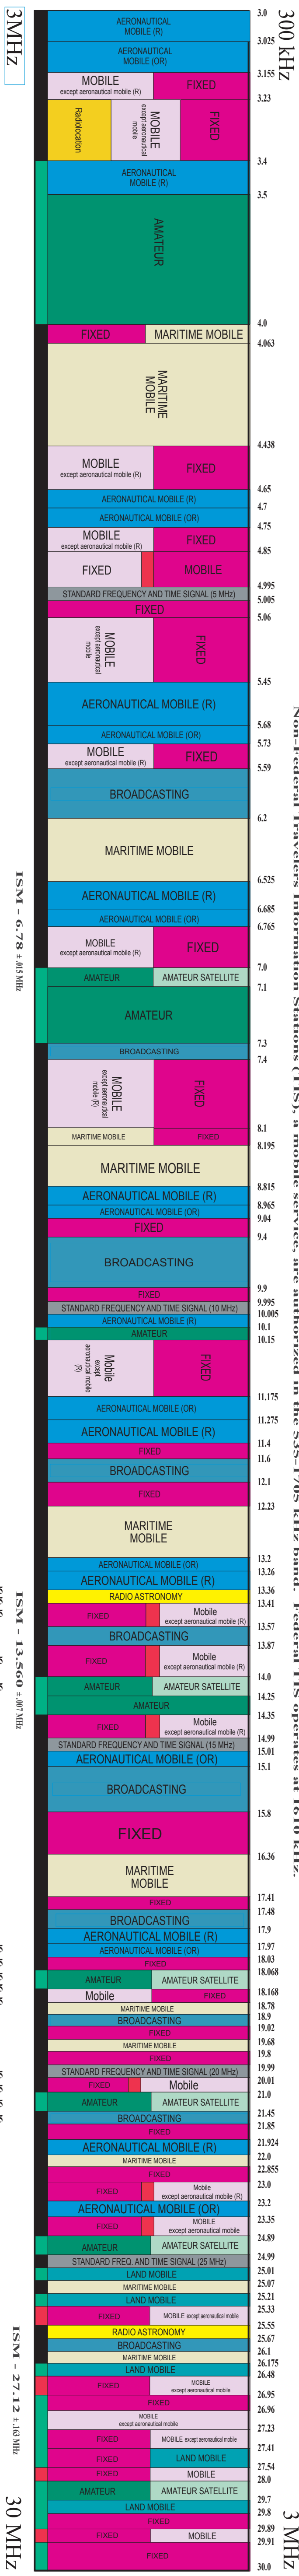 3MHz
300 kHz
AERONAUTICAL
MOBILE (R)
AERONAUTICAL
MOBILE (OR)
MOBILE
except aeronautical mobile (R)
FIXED
Radiolocation
MOBILE
except aeronautical
mobile
FIXED
AERONAUTICAL
MOBILE (R)
AMATEUR
FIXED
MARITIME MOBILE
MARITIME
MOBILE
MOBILE
except aeronautical mobile (R)
FIXED
AERONAUTICAL MOBILE (R)
AERONAUTICAL MOBILE (OR)
MOBILE
except aeronautical mobile (R)
FIXED
FIXED
MOBILE
STANDARD FREQUENCY AND TIME SIGNAL (5 MHz)
FIXED
MOBILE
except aeronautical
mobile
FIXED
AERONAUTICAL MOBILE (R)
AERONAUTICAL MOBILE (OR)
MOBILE
except aeronautical mobile (R)
FIXED
BROADCASTING
MARITIME MOBILE
AERONAUTICAL MOBILE (R)
AERONAUTICAL MOBILE (OR)
MOBILE
except aeronautical mobile (R)
FIXED
AMATEUR
AMATEUR SATELLITE
AMATEUR
BROADCASTING
MOBILE
except aeronautical
mobile (R)
FIXED
MARITIME MOBILE
FIXED
MARITIME MOBILE
AERONAUTICAL MOBILE (R)
AERONAUTICAL MOBILE (OR)
FIXED
BROADCASTING
FIXED
STANDARD FREQUENCY AND TIME SIGNAL (10 MHz)
AERONAUTICAL MOBILE (R)
AMATEUR
Mobile
except
aeronautical mobile
(R)
FIXED
AERONAUTICAL MOBILE (OR)
AERONAUTICAL MOBILE (R)
FIXED
BROADCASTING
FIXED
MARITIME
MOBILE
AERONAUTICAL MOBILE (OR)
AERONAUTICAL MOBILE (R)
RADIO ASTRONOMY
FIXED
Mobile
except aeronautical mobile (R)
BROADCASTING
FIXED
Mobile
except aeronautical mobile (R)
AMATEUR
AMATEUR SATELLITE
AMATEUR
FIXED
Mobile
except aeronautical mobile (R)
STANDARD FREQUENCY AND TIME SIGNAL (15 MHz)
AERONAUTICAL MOBILE (OR)
BROADCASTING
FIXED
MARITIME
MOBILE
FIXED
BROADCASTING
AERONAUTICAL MOBILE (R)
AERONAUTICAL MOBILE (OR)
FIXED
AMATEUR
AMATEUR SATELLITE
Mobile
FIXED
MARITIME MOBILE
BROADCASTING
FIXED
MARITIME MOBILE
FIXED
STANDARD FREQUENCY AND TIME SIGNAL (20 MHz)
FIXED
Mobile
AMATEUR
AMATEUR SATELLITE
BROADCASTING
FIXED
AERONAUTICAL MOBILE (R)
MARITIME MOBILE
FIXED
FIXED
Mobile
except aeronautical mobile (R)
AERONAUTICAL MOBILE (OR)
FIXED
MOBILE
except aeronautical mobile
AMATEUR
AMATEUR SATELLITE
STANDARD FREQ. AND TIME SIGNAL (25 MHz)
LAND MOBILE
MARITIME MOBILE
LAND MOBILE
FIXED
MOBILE except aeronautical mobile
RADIO ASTRONOMY
BROADCASTING
MARITIME MOBILE
LAND MOBILE
FIXED
MOBILE
except aeronautical mobile
FIXED
MOBILE
except aeronautical mobile
FIXED
MOBILE except aeronautical mobile
FIXED
LAND MOBILE
FIXED
MOBILE
AMATEUR
AMATEUR SATELLITE
LAND MOBILE
FIXED
FIXED
MOBILE
FIXED
3.0
3.025
3.155
3.23
3.4
3.5
4.0
4.063
4.438
4.65
4.7
4.75
4.85
4.995
5.005
5.06
5.45
5.68
5.73
5.59
6.2
6.525
6.685
6.765
7.0
7.1
7.3
7.4
8.1
8.195
8.815
8.965
9.04
9.4
9.9
9.995
10.005
10.1
10.15
11.175
11.275
11.4
11.6
12.1
12.23
13.2
13.26
13.36
13.41
13.57
13.87
14.0
14.25
14.35
14.99
15.01
15.1
15.8
16.36
17.41
17.48
17.9
17.97
18.03
18.068
18.168
18.78
18.9
19.02
19.68
19.8
19.99
20.01
21.0
21.45
21.85
21.924
22.0
22.855
23.0
23.2
23.35
24.89
24.99
25.01
25.07
25.21
25.33
25.55
25.67
26.1
26.175
26.48
26.95
26.96
27.23
27.41
27.54
28.0
29.7
29.8
29.89
29.91
30.0
ISM – 6.78 ± .015 MHz
ISM – 13.560 ± .007 MHz
ISM – 27.12 ± .163 MHz
Non-Federal Travelers Information Stations (TIS), a mobile service, are authorized in the 535-1705 kHz band. Federal TIS operates at 1610 kHz.
30 MHz
3 MHz